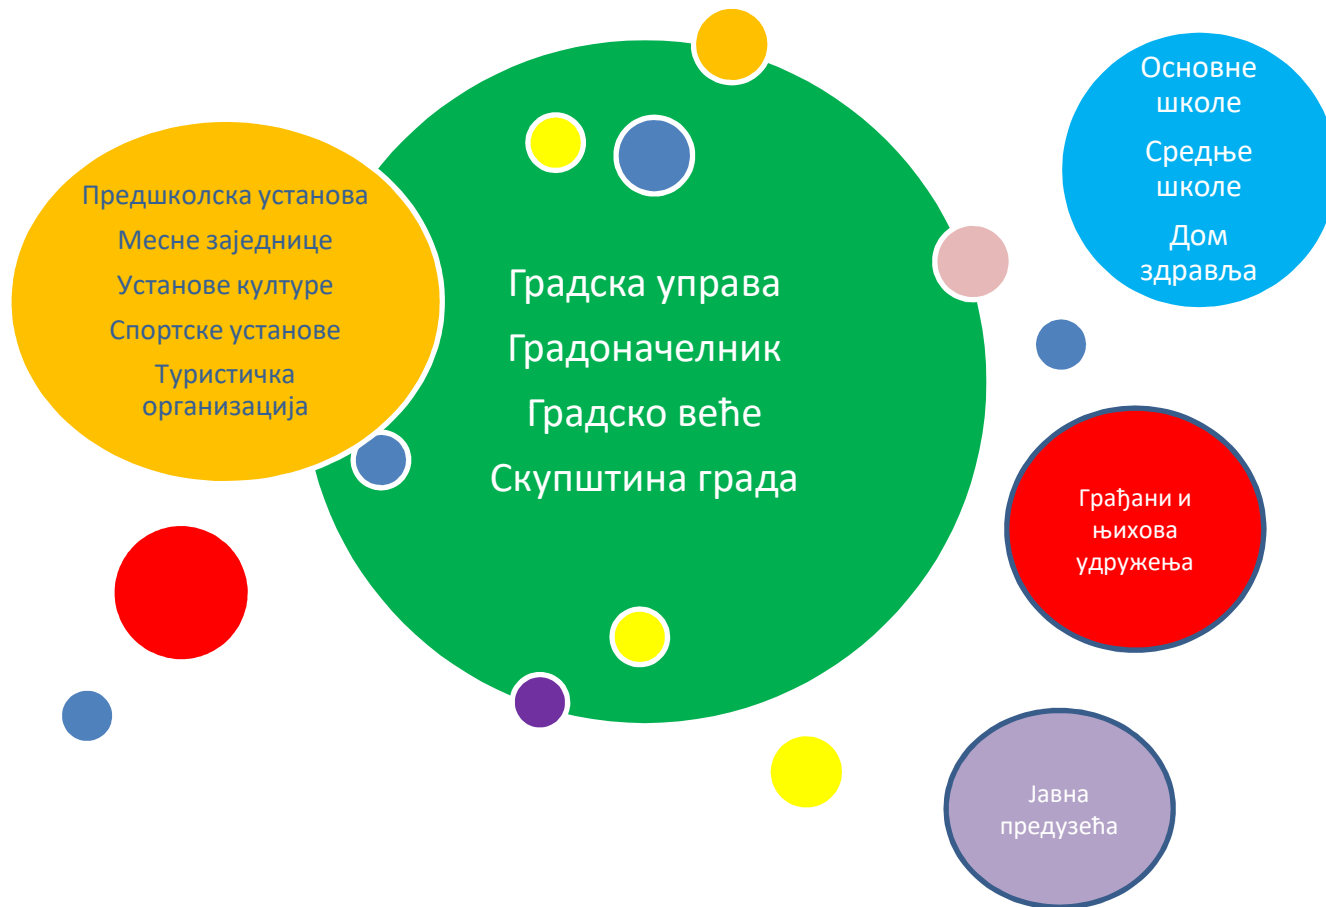 Предшколска установа
Месне заједнице
Установе културе
Спортске установе
Туристичка
организација
Градска управа
Градоначелник
Градско веће
Скупштина града
Основне
школе
Средње
школе
Дом
здравља
Грађани и
њихова
удружења
Јавна
предузећа